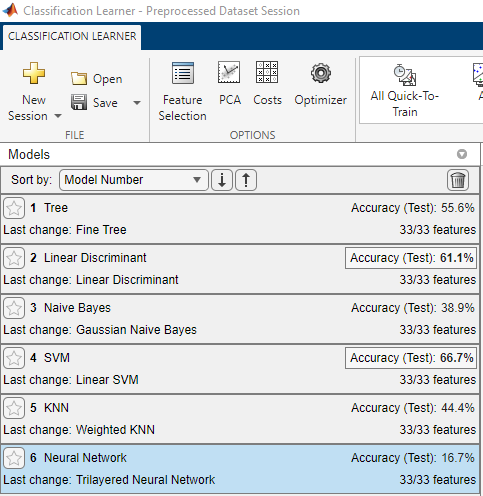 Classification Learner - Preprocessed Dataset Session
CLASSIFICATION LEARNER
New Session
Open
Save
Feature Selection
PCA
Costs
Optimizer
All Quick-To-Train
A
FILE
OPTIONS
Models
Sort by: Model Number
1 Tree Accuracy (Test): 55.6%
Last change: Fine Tree 33/33 features
2 Linear Discriminant Accuracy (Test): 61.1%
Last change: Linear Discriminant 33/33 features
3 Naive Bayes Accuracy (Test): 38.9%
Last change: Gaussian Naive Bayes 33/33 features
4 SVM Accuracy (Test): 66.7%
Last change: Linear SVM 33/33 features
5 KNN Accuracy (Test): 44.4%
Last change: Weighted KNN 33/33 features
6 Neural Network Accuracy (Test): 16.7%
Last change: Trilayered Neural Network 33/33 features